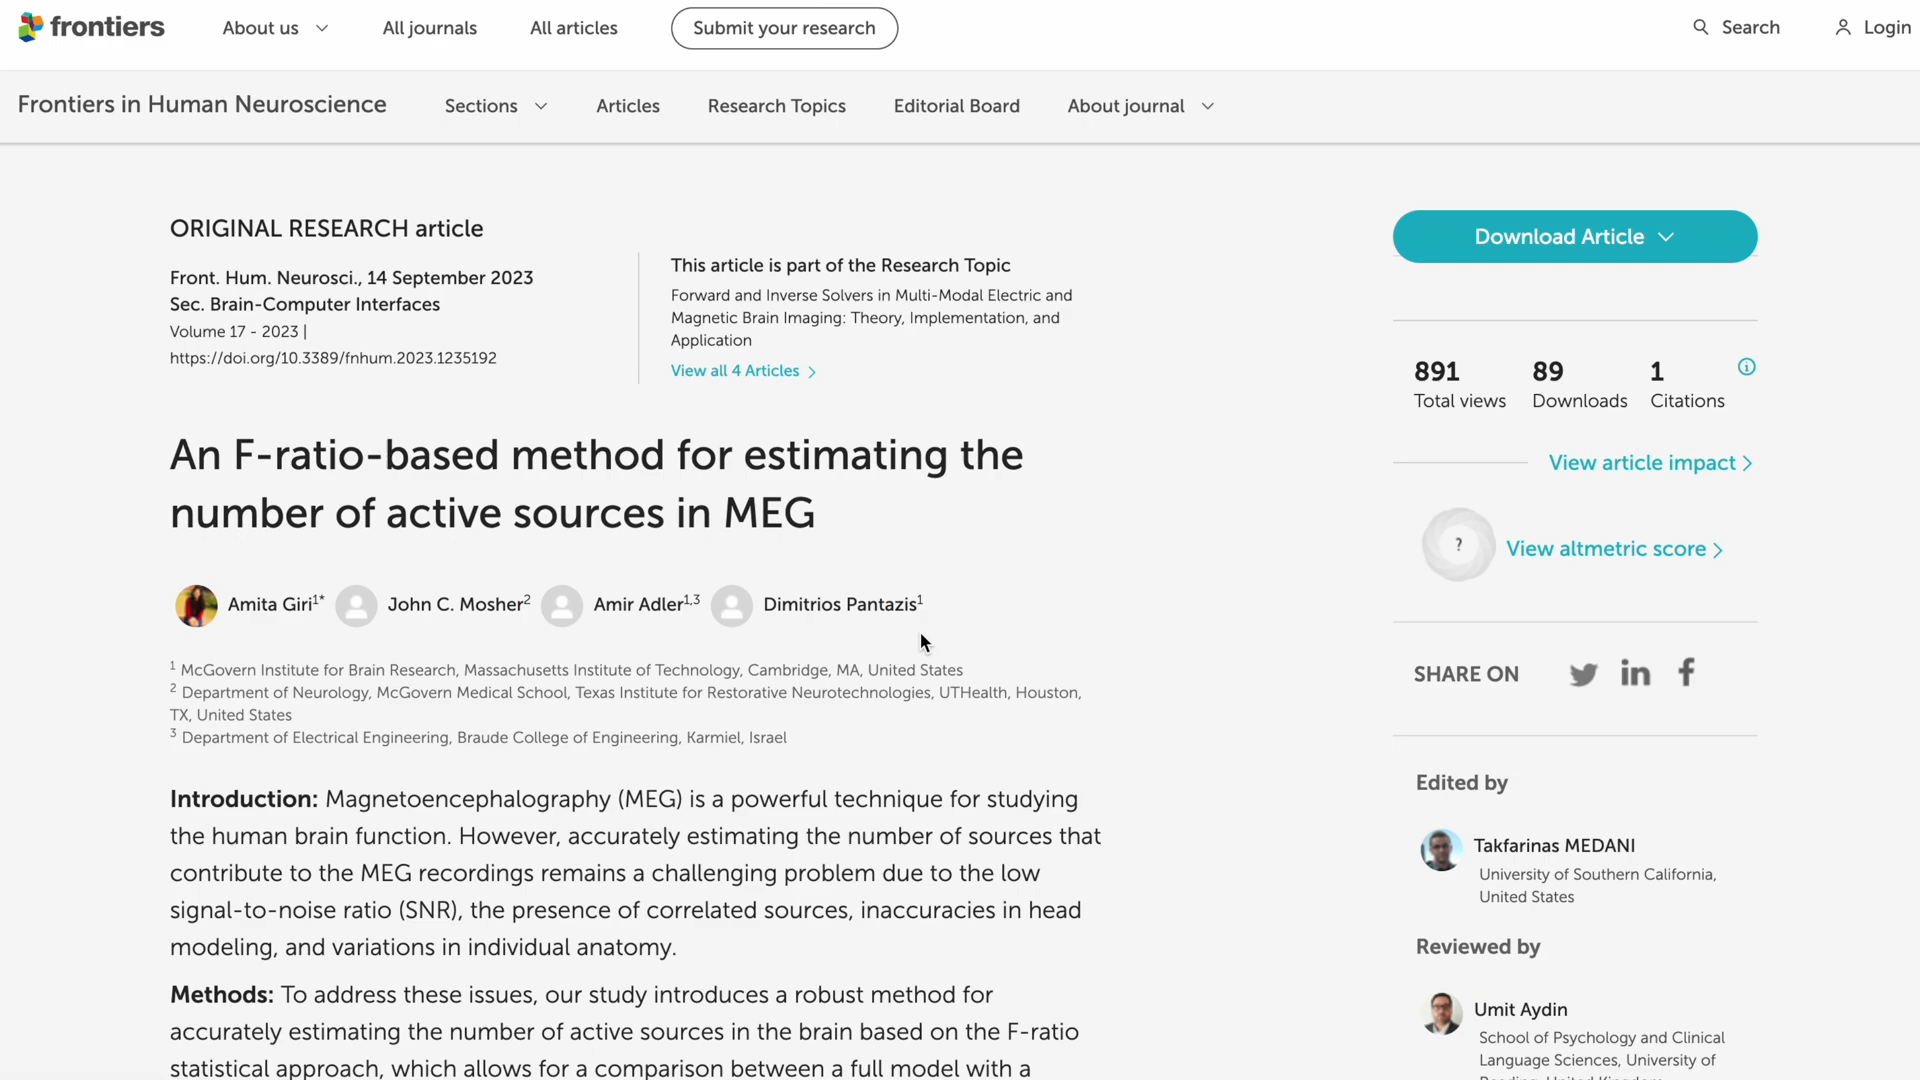 frontiers
About us
All journals
All articles
Submit your research
Search
Login
Frontiers in Human Neuroscience
Sections
Articles
Research Topics
Editorial Board
About journal
ORIGINAL RESEARCH article
Front. Hum. Neurosci., 14 September 2023
Sec. Brain-Computer Interfaces
Volume 17 - 2023 |
https://doi.org/10.3389/fnhum.2023.1235192
This article is part of the Research Topic
Forward and Inverse Solvers in Multi-Modal Electric and
Magnetic Brain Imaging: Theory, Implementation, and
Application
View all 4 Articles
An F-ratio-based method for estimating the
number of active sources in MEG
Amita Giri1* John C. Mosher2 Amir Adler1,3 Dimitrios Pantazis1
1 McGovern Institute for Brain Research, Massachusetts Institute of Technology, Cambridge, MA, United States
2 Department of Neurology, McGovern Medical School, Texas Institute for Restorative Neurotechnologies, UTHealth, Houston,
TX, United States
3 Department of Electrical Engineering, Braude College of Engineering, Karmiel, Israel
Introduction: Magnetoencephalography (MEG) is a powerful technique for studying
the human brain function. However, accurately estimating the number of sources that
contribute to the MEG recordings remains a challenging problem due to the low
signal-to-noise ratio (SNR), the presence of correlated sources, inaccuracies in head
modeling, and variations in individual anatomy.
Methods: To address these issues, our study introduces a robust method for
accurately estimating the number of active sources in the brain based on the F-ratio
statistical approach, which allows for a comparison between a full model with a
Download Article
891
Total views
89
Downloads
1
Citations
View article impact
?
View altmetric score
SHARE ON
Edited by
Takfarinas MEDANI
University of Southern California,
United States
Reviewed by
Umit Aydin
School of Psychology and Clinical
Language Sciences, University of